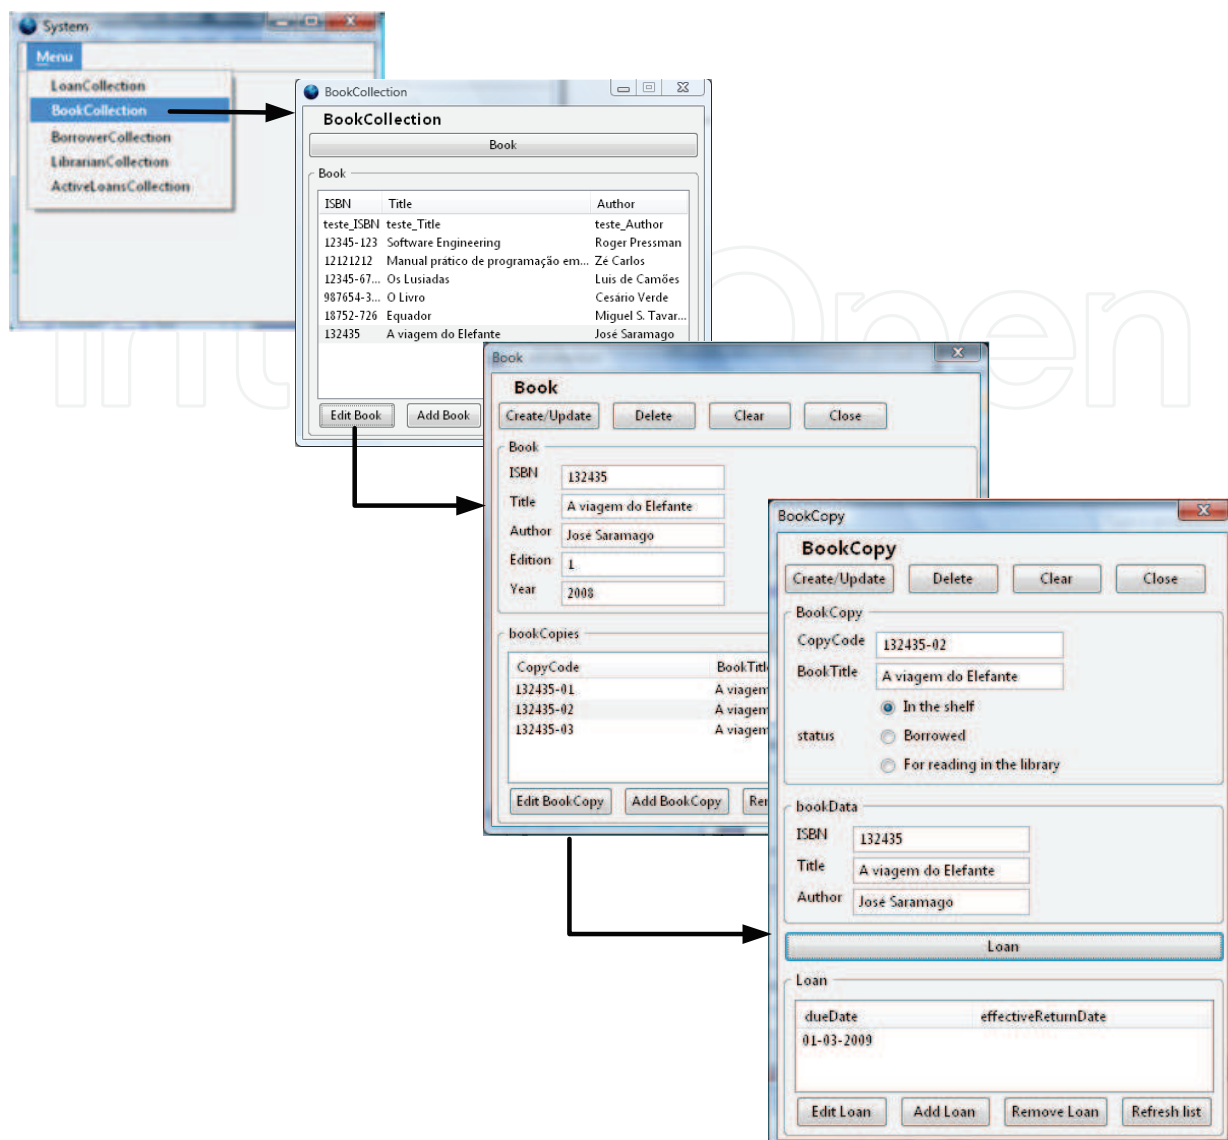 System
Menu
LoanCollection
BookCollection
BorrowerCollection
LibrarianCollection
ActiveLoansCollection
BookCollection
BookCollection
Book
Book
ISBN Title Author
teste_ISBN teste_Title teste_Author
12345-123 Software Engineering Roger Pressman
12121212 Manual prático de programação em... Zé Carlos
12345-67... Os Lusiadas Luis de Camões
987654-3... O Livro Cesário Verde
18752-726 Equador Miguel S. Tavar...
132435 A viagem do Elefante José Saramago
Edit Book Add Book
Book
Book
Create/Update Delete Clear Close
Book
ISBN 132435
Title A viagem do Elefante
Author José Saramago
Edition 1
Year 2008
bookCopies
CopyCode BookTitl
132435-01 A viagem
132435-02 A viagem
132435-03 A viagem
Edit BookCopy Add BookCopy Re
BookCopy
BookCopy
Create/Update Delete Clear Close
BookCopy
CopyCode 132435-02
BookTitle A viagem do Elefante
In the shelf
status Borrowed
For reading in the library
bookData
ISBN 132435
Title A viagem do Elefante
Author José Saramago
Loan
Loan
dueDate effectiveReturnDate
01-03-2009
Edit Loan Add Loan Remove Loan Refresh list